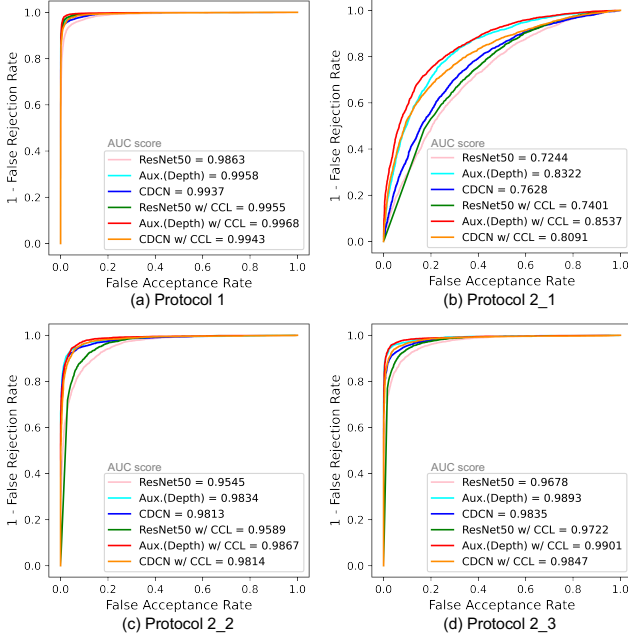 1.0
0.8
0.6
0.4
0.2
0.0
1 - False Rejection Rate
AUC score
ResNet50 = 0.9863
Aux.(Depth) = 0.9958
CDCN = 0.9937
ResNet50 w/ CCL = 0.9955
Aux.(Depth) w/ CCL = 0.9968
CDCN w/ CCL = 0.9943
0.0 0.2 0.4 0.6 0.8 1.0
False Acceptance Rate
(a) Protocol 1
1.0
0.8
0.6
0.4
0.2
0.0
1 - False Rejection Rate
AUC score
ResNet50 = 0.7244
Aux.(Depth) = 0.8322
CDCN = 0.7628
ResNet50 w/ CCL = 0.7401
Aux.(Depth) w/ CCL = 0.8537
CDCN w/ CCL = 0.8091
0.0 0.2 0.4 0.6 0.8 1.0
False Acceptance Rate
(b) Protocol 2_1
1.0
0.8
0.6
0.4
0.2
0.0
1 - False Rejection Rate
AUC score
ResNet50 = 0.9545
Aux.(Depth) = 0.9834
CDCN = 0.9813
ResNet50 w/ CCL = 0.9589
Aux.(Depth) w/ CCL = 0.9867
CDCN w/ CCL = 0.9814
0.0 0.2 0.4 0.6 0.8 1.0
False Acceptance Rate
(c) Protocol 2_2
1.0
0.8
0.6
0.4
0.2
0.0
1 - False Rejection Rate
AUC score
ResNet50 = 0.9678
Aux.(Depth) = 0.9893
CDCN = 0.9835
ResNet50 w/ CCL = 0.9722
Aux.(Depth) w/ CCL = 0.9901
CDCN w/ CCL = 0.9847
0.0 0.2 0.4 0.6 0.8 1.0
False Acceptance Rate
(d) Protocol 2_3